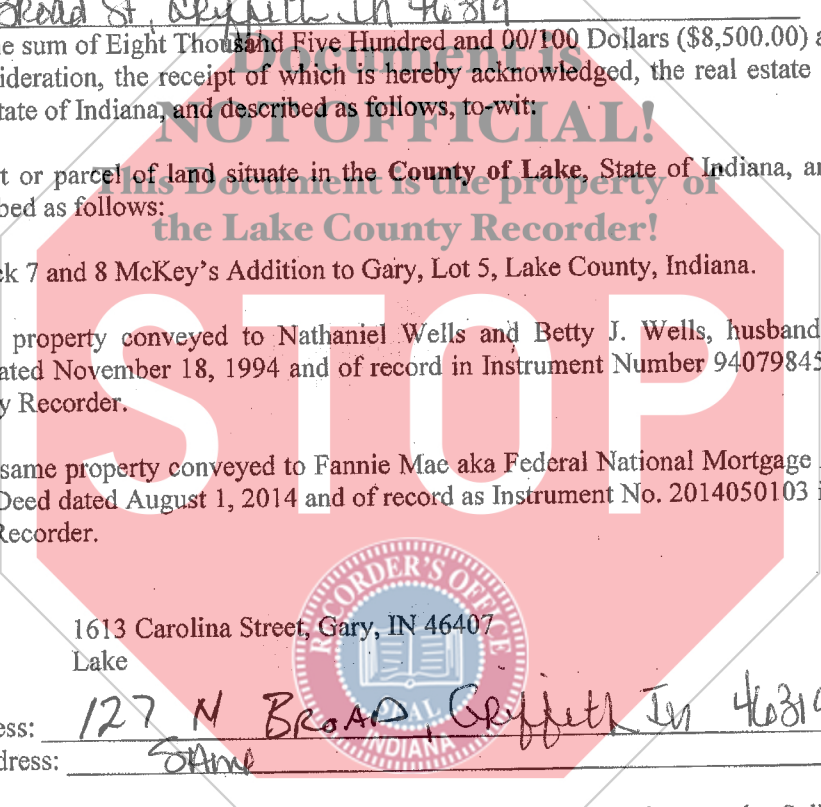 Broad St, Griffith In 46319
e sum of Eight Thousand Five Hundred and 00/100 Dollars ($8,500.00) a
ideration, the receipt of which is hereby acknowledged, the real estate
tate of Indiana, and described as follows, to-wit:
Document is
NOT OFFICIAL!
t or parcel of land situate in the County of Lake, State of Indiana, an
This Document is the property of
bed as follows:
the Lake County Recorder!
ck 7 and 8 McKey's Addition to Gary, Lot 5, Lake County, Indiana.
STOP
property conveyed to Nathaniel Wells and Betty J. Wells, husband
ated November 18, 1994 and of record in Instrument Number 94079845
y Recorder.
same property conveyed to Fannie Mae aka Federal National Mortgage
Deed dated August 1, 2014 and of record as Instrument No. 2014050103 i
Recorder.
RECORDER'S OFFICE
SEAL
INDIANA
1613 Carolina Street, Gary, IN 46407
Lake
ess: 127 N BROAD, Griffith In 46319
dress: SAME